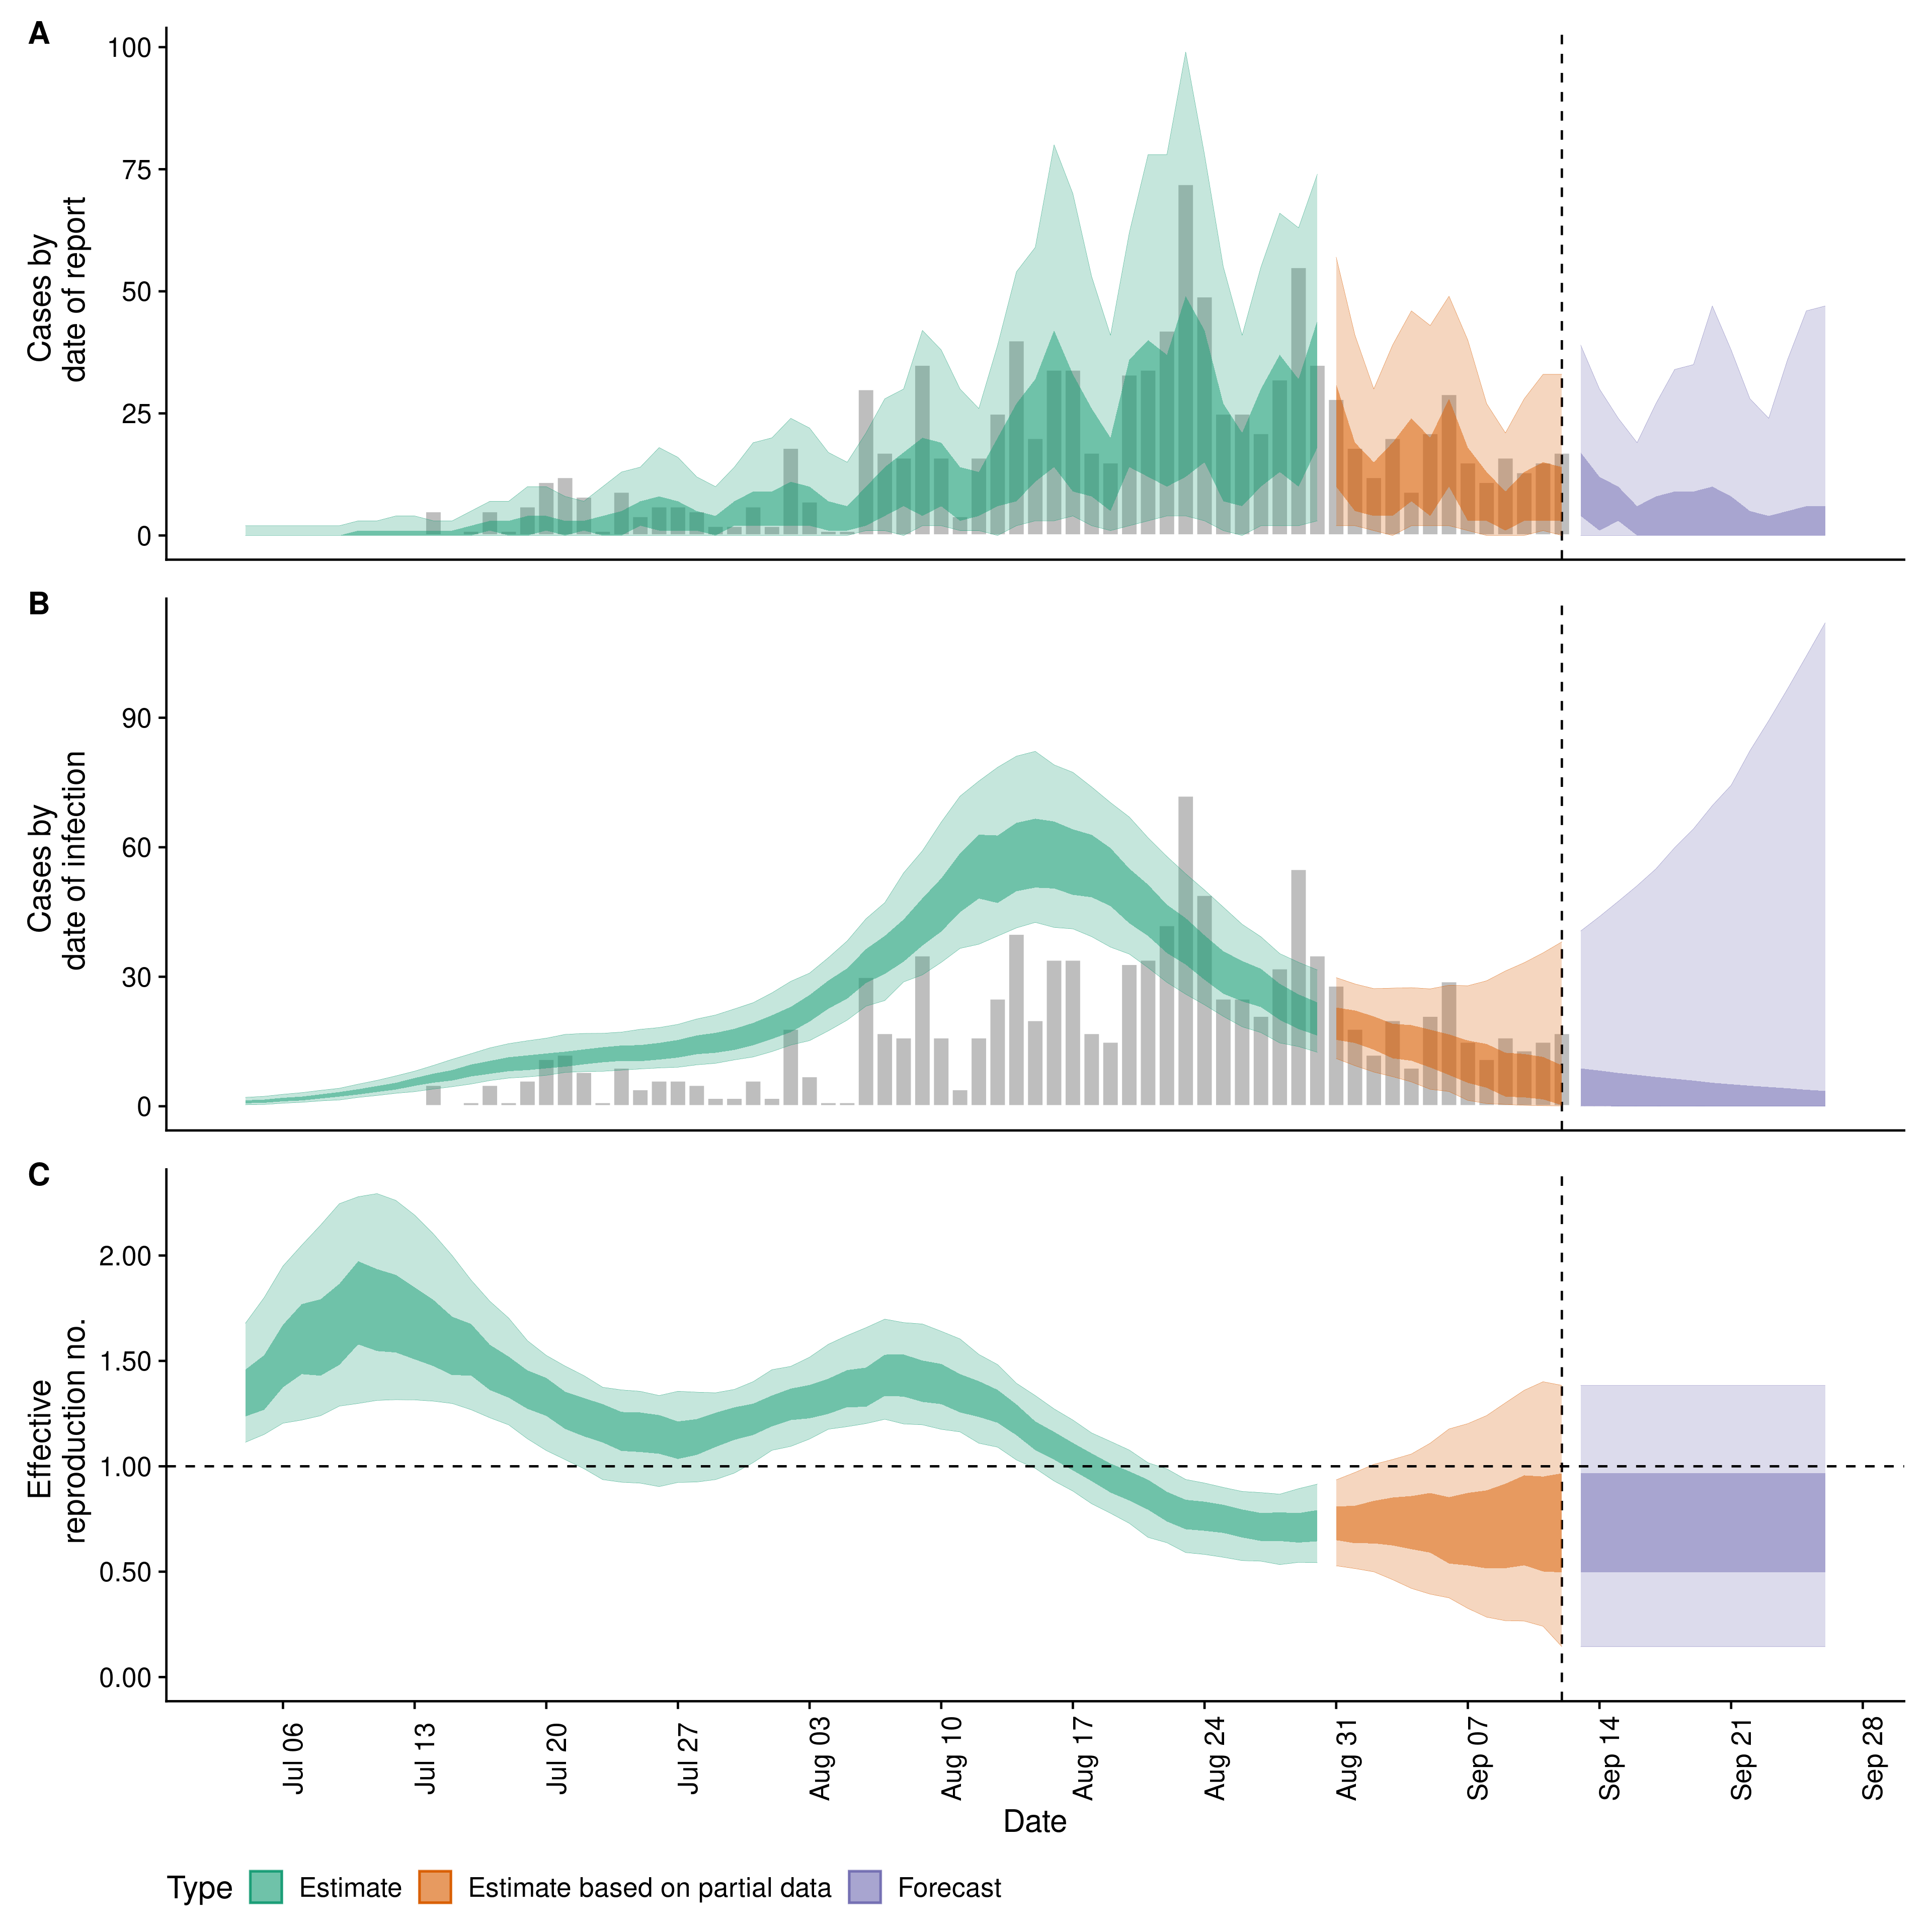 A
100
75
50
25
0
Cases by
date of report
B
90
60
30
0
Cases by
date of infection
C
2.00
1.50
1.00
0.50
0.00
Effective
reproduction no.
Jul 06
Jul 13
Jul 20
Jul 27
Aug 03
Aug 10
Aug 17
Aug 24
Aug 31
Sep 07
Sep 14
Sep 21
Sep 28
Date
Type Estimate Estimate based on partial data Forecast